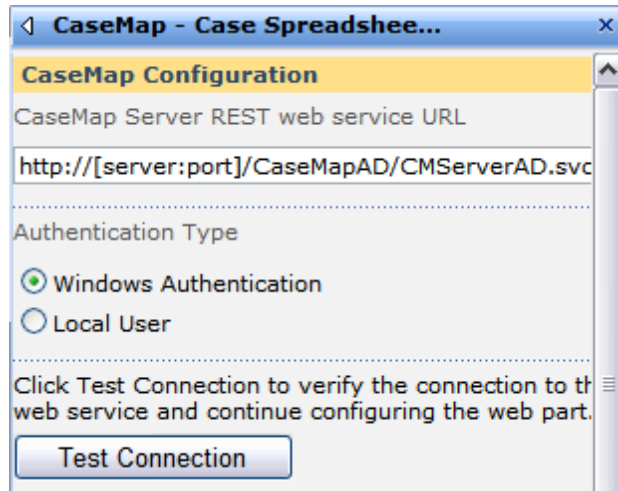 CaseMap - Case Spreadshee...
CaseMap Configuration
CaseMap Server REST web service URL
http://[server:port]/CaseMapAD/CMServerAD.svc
Authentication Type
Windows Authentication
Local User
Click Test Connection to verify the connection to th
web service and continue configuring the web part.
Test Connection